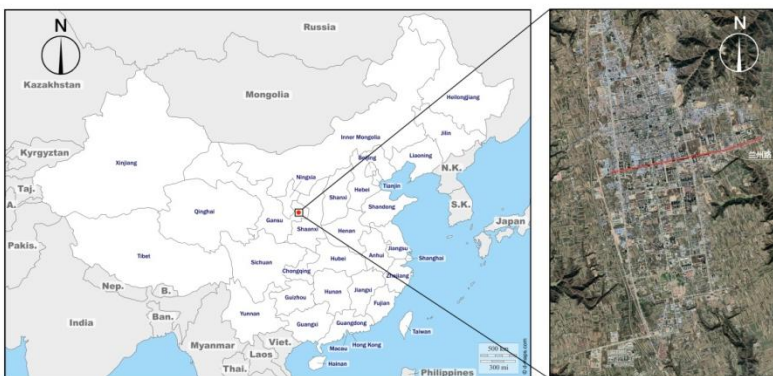 N
Russia
Kazakhstan
Mongolia
Heilongjiang
Jilin
Inner Mongolia
Liaoning
Beijing
Kyrgyztan
Xinjiang
Ningxia
Tianjin
N.K.
Taj.
Hebei
Shanxi
A.
Qinghai
Shandong
S.K.
Gansu
Japan
Pakis.
Shaanxi
Henan
Jiangsu
Tibet
Hubei
Anhui
Shanghai
Sichuan
Chongqing
Zhejiang
Nep.
B.
Hunan
Jiangxi
Guizhou
Fujian
Ban.
Yunnan
India
Guangxi
Guangdong
Taiwan
Myanmar
Viet.
Hong Kong
Macau
Laos
Hainan
500 km
500 mi
Thai.
Philippines
N
兰州路